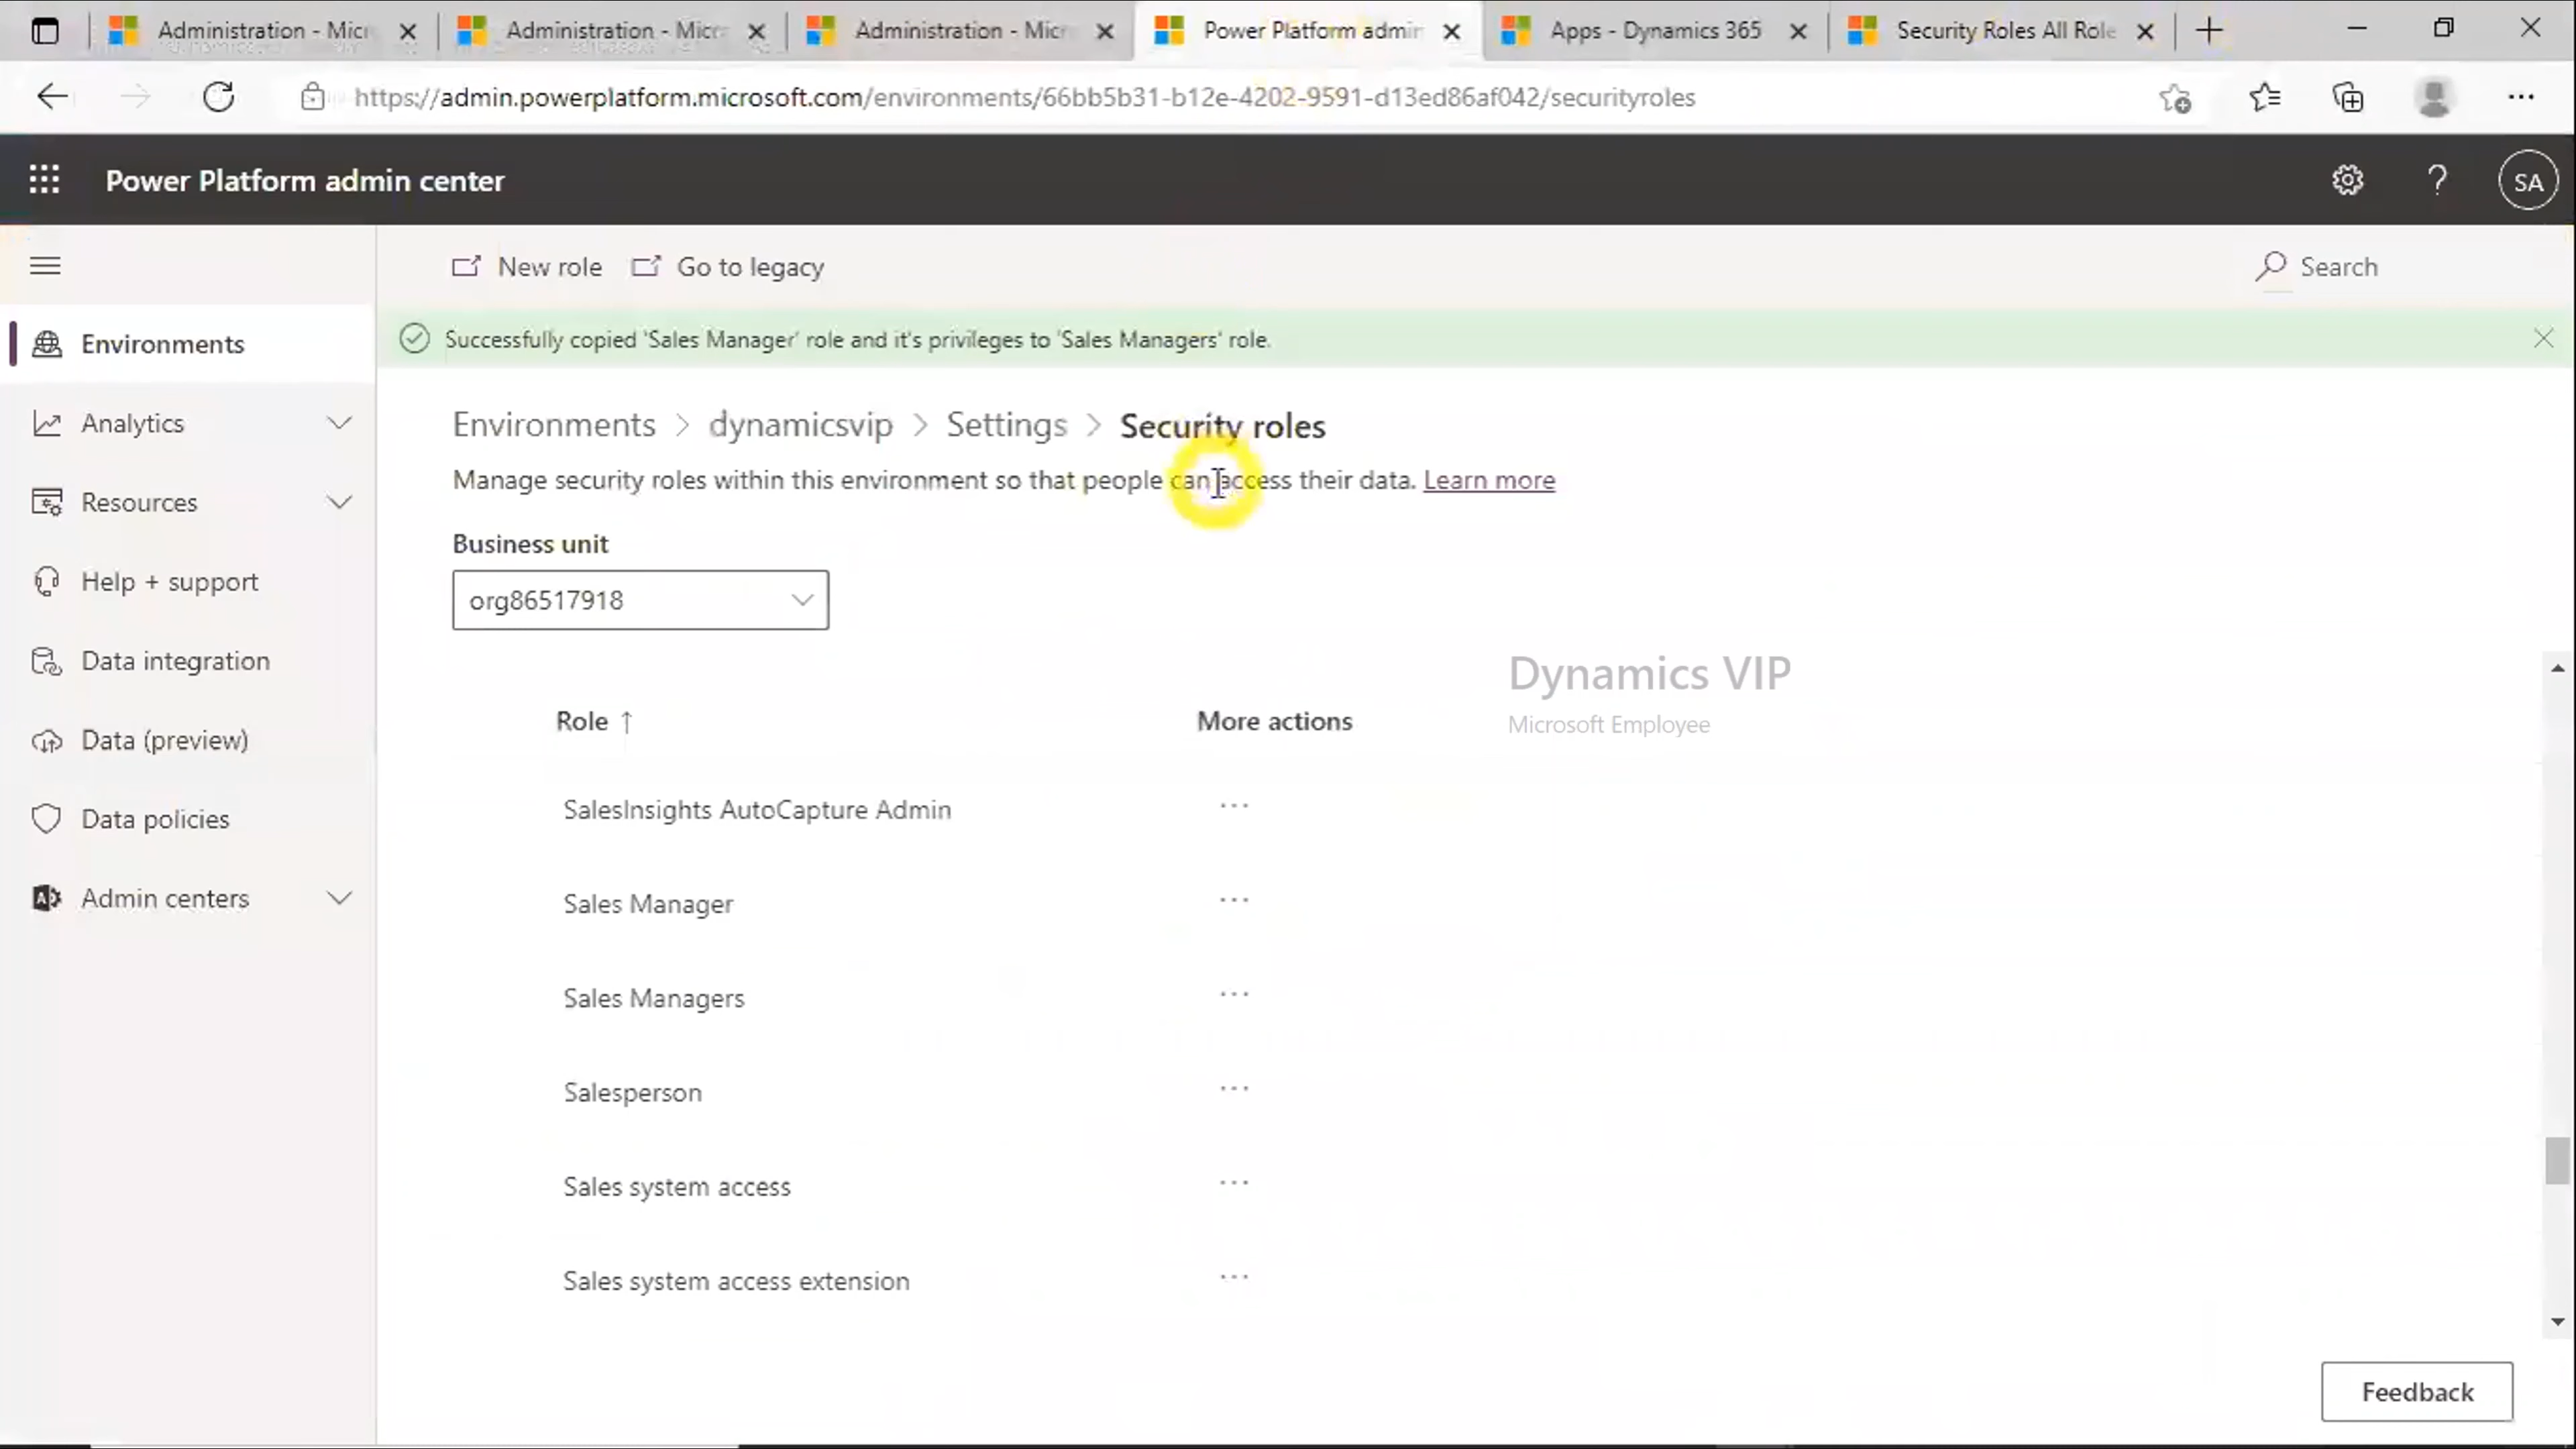 Administration - Micr
Administration - Micr
Administration - Micr
Power Platform admin
Apps - Dynamics 365
Security Roles All Role
https://admin.powerplatform.microsoft.com/environments/66bb5b31-b12e-4202-9591-d13ed86af042/securityroles
Power Platform admin center
SA
New role
Go to legacy
Search
Successfully copied 'Sales Manager' role and it's privileges to 'Sales Managers' role.
Environments
Analytics
Resources
Help + support
Data integration
Data (preview)
Data policies
Admin centers
Environments > dynamicsvip > Settings > Security roles
Manage security roles within this environment so that people can access their data. Learn more
Business unit
org86517918
Dynamics VIP
Microsoft Employee
Role ↑ More actions
SalesInsights AutoCapture Admin ...
Sales Manager ...
Sales Managers ...
Salesperson ...
Sales system access ...
Sales system access extension ...
Feedback